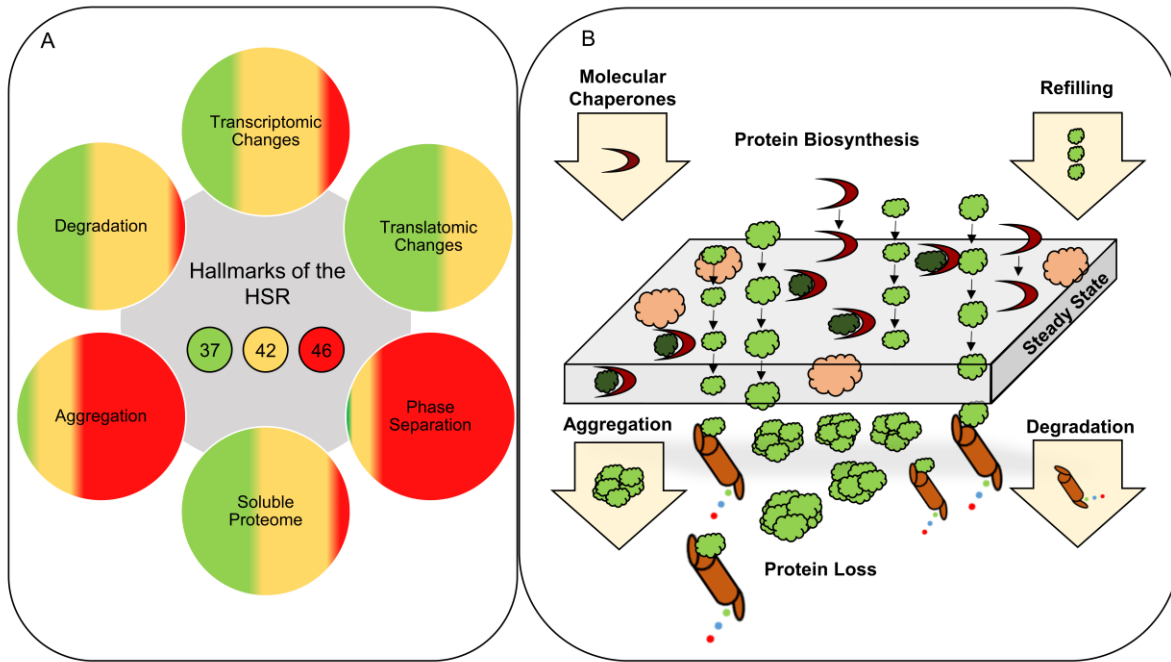 A
Transcriptomic
Changes
Degradation
Translatomic
Changes
Hallmarks of the
HSR
37 42 46
Aggregation
Phase
Separation
Soluble
Proteome
B
Molecular
Chaperones
Refilling
Protein Biosynthesis
Steady State
Aggregation
Degradation
Protein Loss